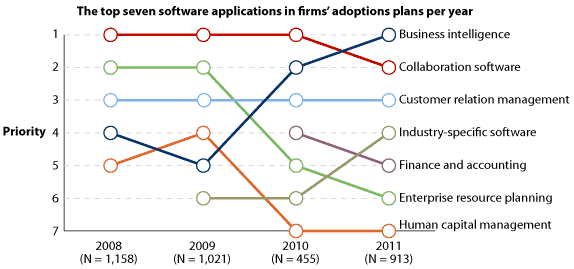 The top seven software applications in firms' adoptions plans per year
1
Business intelligence
2
Collaboration software
3
Customer relation management
Priority 4
Industry-specific software
5
Finance and accounting
6
Enterprise resource planning
7
Human capital management
2008 2009 2010 2011
(N = 1,158) (N = 1,021) (N = 455) (N = 913)